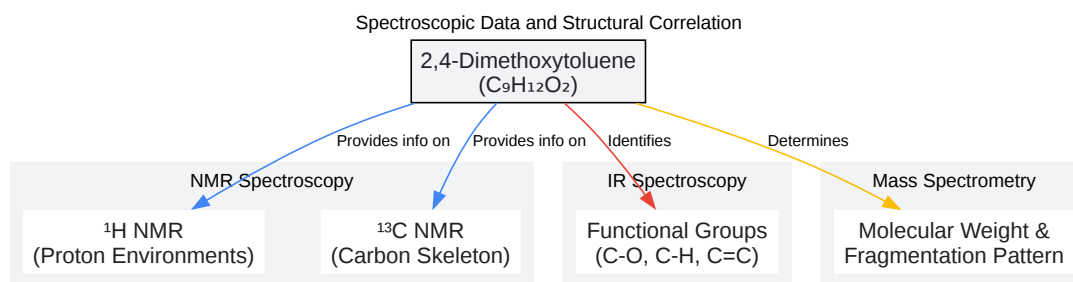 Spectroscopic Data and Structural Correlation
2,4-Dimethoxytoluene
(C₉H₁₂O₂)
Provides info on
Provides info on
Identifies
Determines
NMR Spectroscopy
IR Spectroscopy
Mass Spectrometry
¹H NMR
(Proton Environments)
¹³C NMR
(Carbon Skeleton)
Functional Groups
(C-O, C-H, C=C)
Molecular Weight &
Fragmentation Pattern